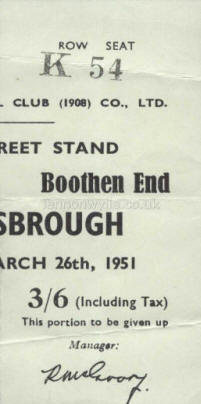 ROW SEAT
K 54
L CLUB (1908) CO., LTD.
REET STAND
Boothen End
SBROUGH
ARCH 26th, 1951
3/6 (Including Tax)
This portion to be given up
Manager: